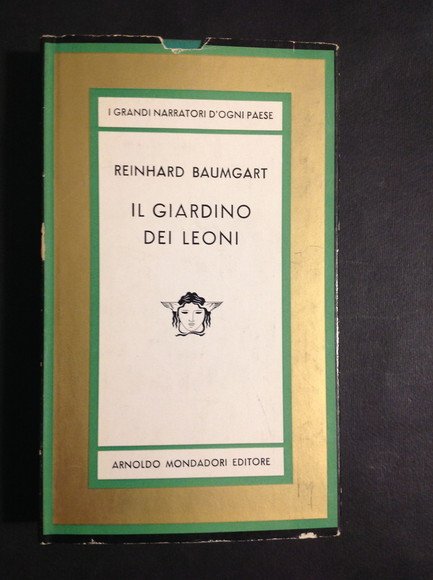 I GRANDI NARRATORI D'OGNI PAESE
REINHARD BAUMGART
IL GIARDINO
DEI LEONI
ARNOLDO MONDADORI EDITORE